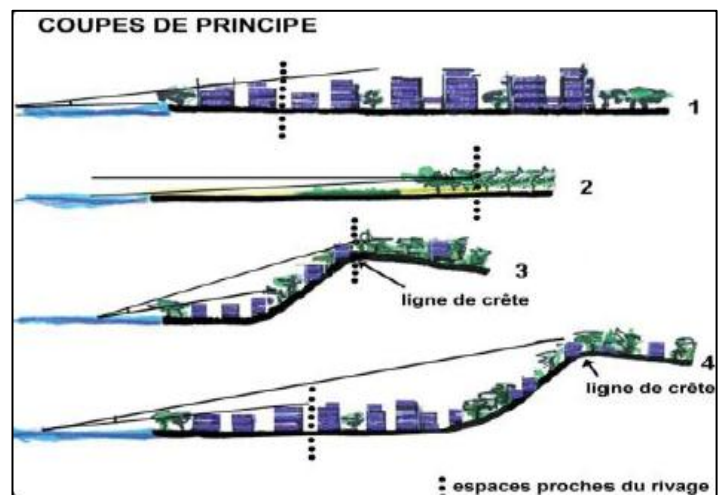 COUPES DE PRINCIPE
1
2
3
ligne de crête
4
ligne de crête
espaces proches du rivage